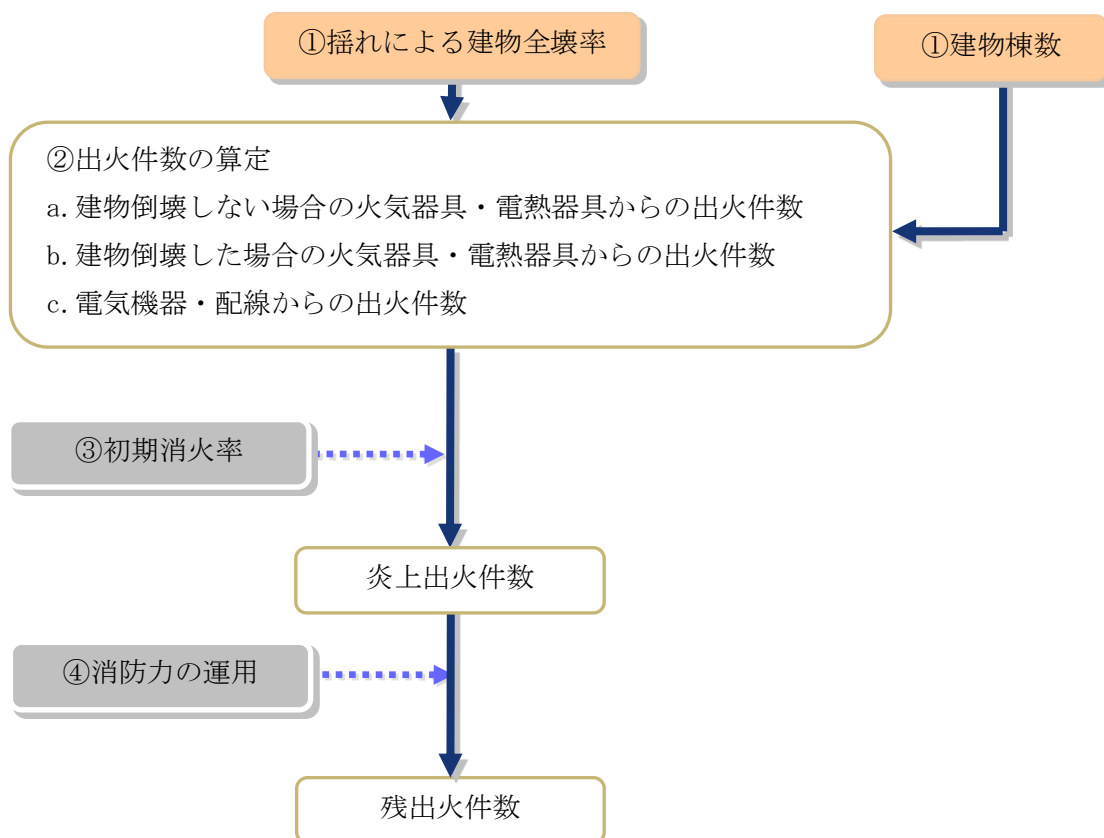 ①揺れによる建物全壊率
①建物棟数
②出火件数の算定
a.建物倒壊しない場合の火気器具・電熱器具からの出火件数
b.建物倒壊した場合の火気器具・電熱器具からの出火件数
c.電気機器・配線からの出火件数
③初期消火率
炎上出火件数
④消防力の運用
残出火件数